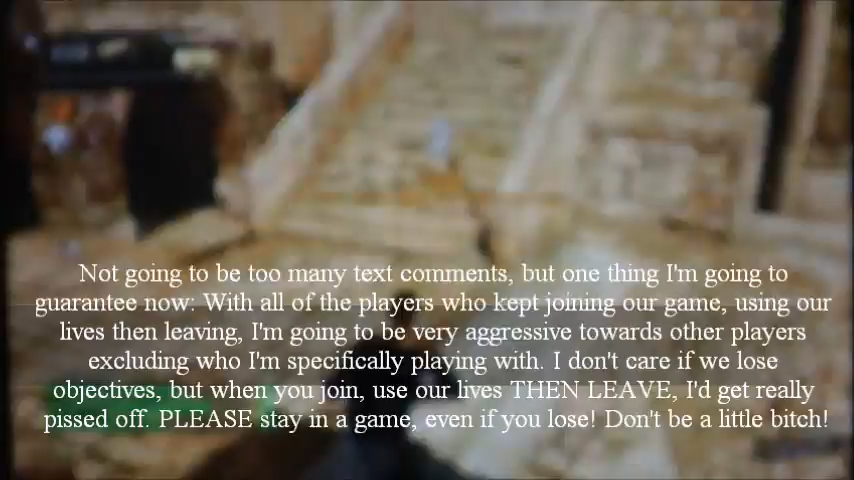 Not going to be too many text comments, but one thing I'm going to
guarantee now: With all of the players who kept joining our game, using our
lives then leaving, I'm going to be very aggressive towards other players
excluding who I'm specifically playing with. I don't care if we lose
objectives, but when you join, use our lives THEN LEAVE, I'd get really
pissed off. PLEASE stay in a game, even if you lose! Don't be a little bitch!